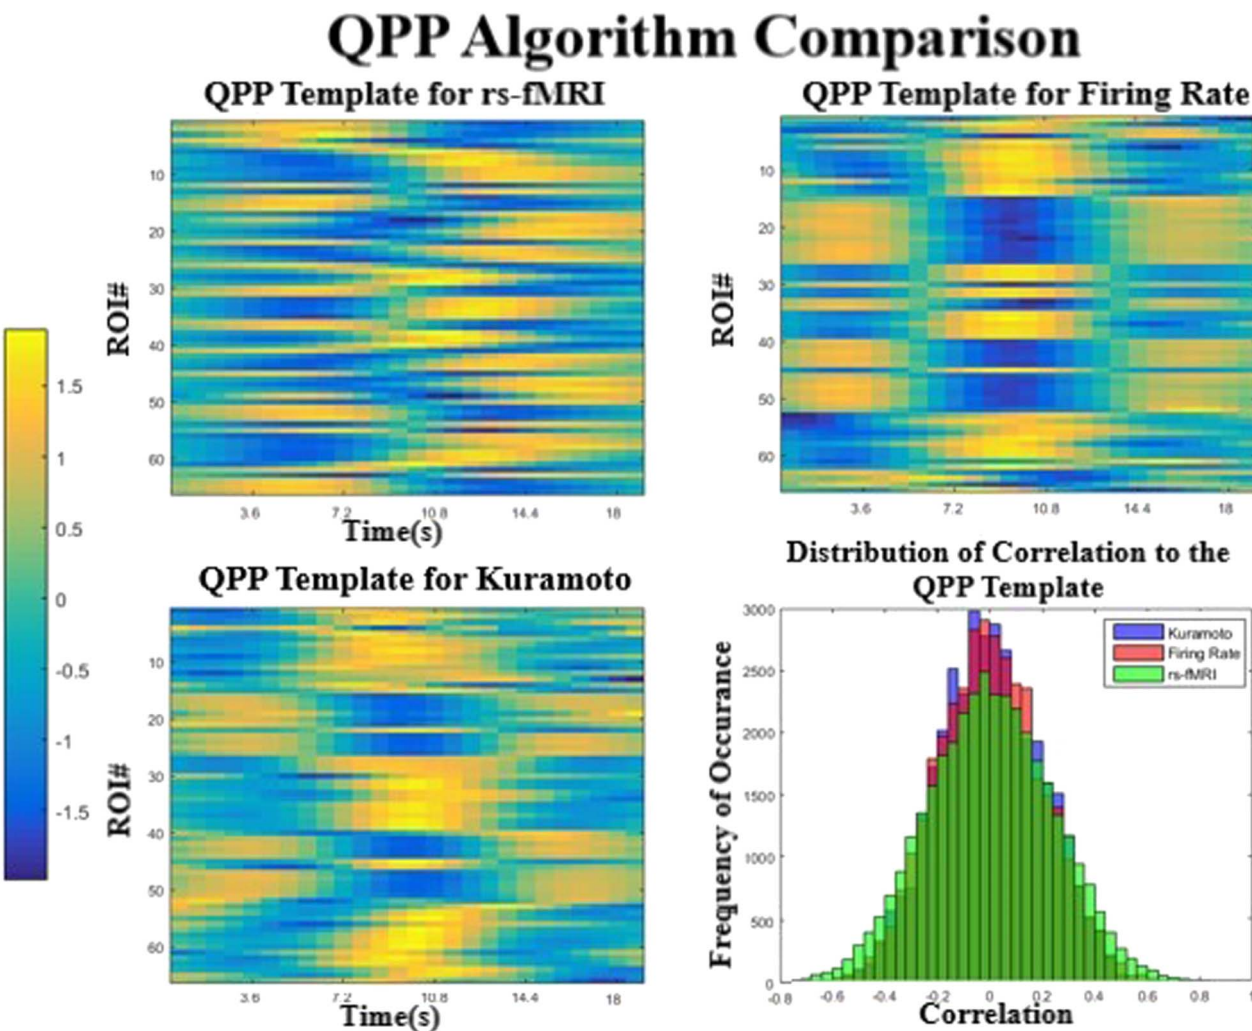 QPP Algorithm Comparison
QPP Template for rs-fMRI
10
20
30
40
50
60
ROI#
3.6 7.2 10.8 14.4 18
Time(s)
QPP Template for Firing Rate
10
20
30
40
50
60
ROI#
3.6 7.2 10.8 14.4 18
1.5
1
0.5
0
-0.5
-1
-1.5
QPP Template for Kuramoto
10
20
30
40
50
60
ROI#
3.6 7.2 10.8 14.4 18
Time(s)
Distribution of Correlation to the
QPP Template
3000
2500
2000
1500
1000
500
0
Frequency of Occurance
Kuramoto
Firing Rate
rs-fMRI
-0.8 -0.6 -0.4 -0.2 0 0.2 0.4 0.6 0.8
Correlation